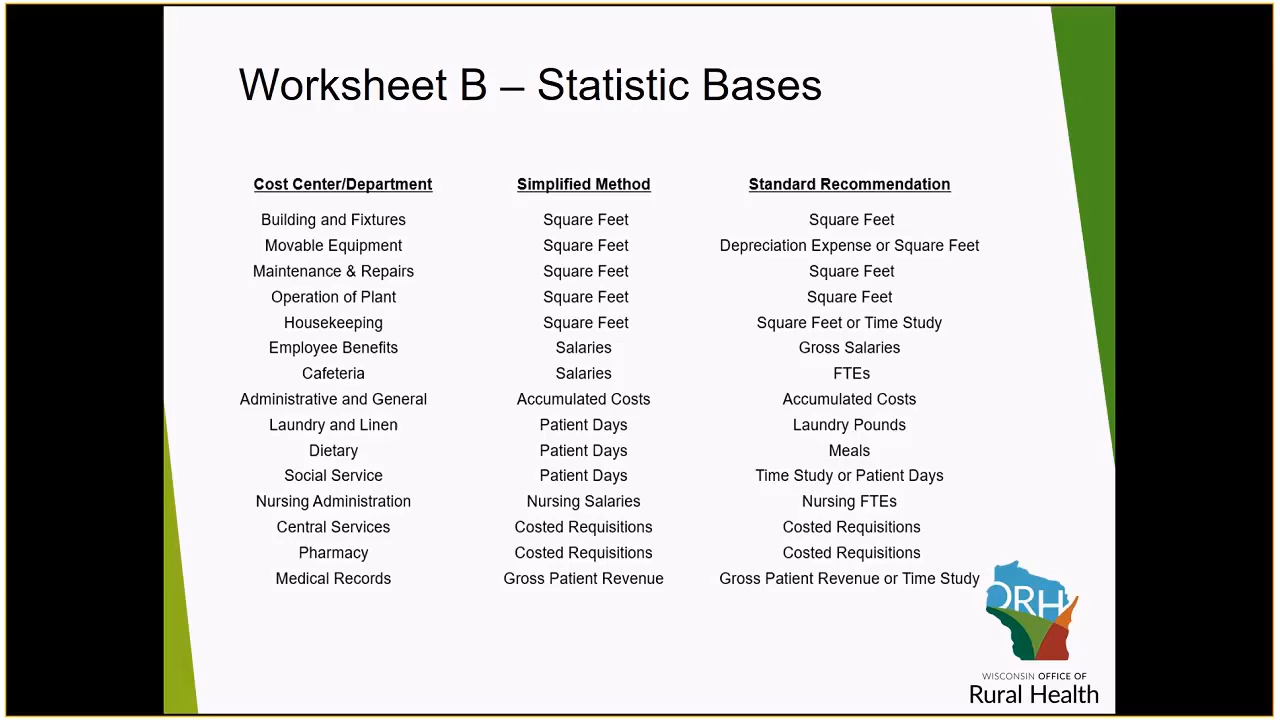 Worksheet B – Statistic Bases
Cost Center/Department Simplified Method Standard Recommendation
Building and Fixtures Square Feet Square Feet
Movable Equipment Square Feet Depreciation Expense or Square Feet
Maintenance & Repairs Square Feet Square Feet
Operation of Plant Square Feet Square Feet
Housekeeping Square Feet Square Feet or Time Study
Employee Benefits Salaries Gross Salaries
Cafeteria Salaries FTEs
Administrative and General Accumulated Costs Accumulated Costs
Laundry and Linen Patient Days Laundry Pounds
Dietary Patient Days Meals
Social Service Patient Days Time Study or Patient Days
Nursing Administration Nursing Salaries Nursing FTEs
Central Services Costed Requisitions Costed Requisitions
Pharmacy Costed Requisitions Costed Requisitions
Medical Records Gross Patient Revenue Gross Patient Revenue or Time Study
ORH
WISCONSIN OFFICE OF
Rural Health